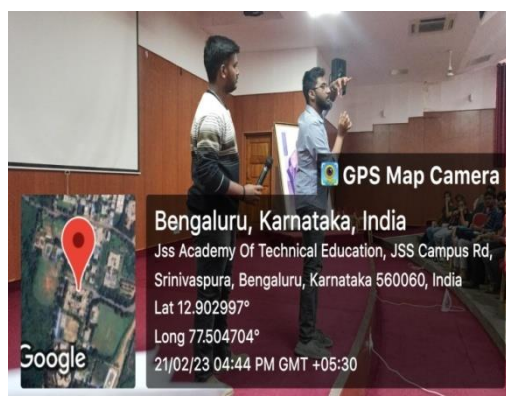 GPS Map Camera
Bengaluru, Karnataka, India
Jss Academy Of Technical Education, JSS Campus Rd,
Srinivaspura, Bengaluru, Karnataka 560060, India
Lat 12.902997°
Long 77.504704°
21/02/23 04:44 PM GMT +05:30
Google